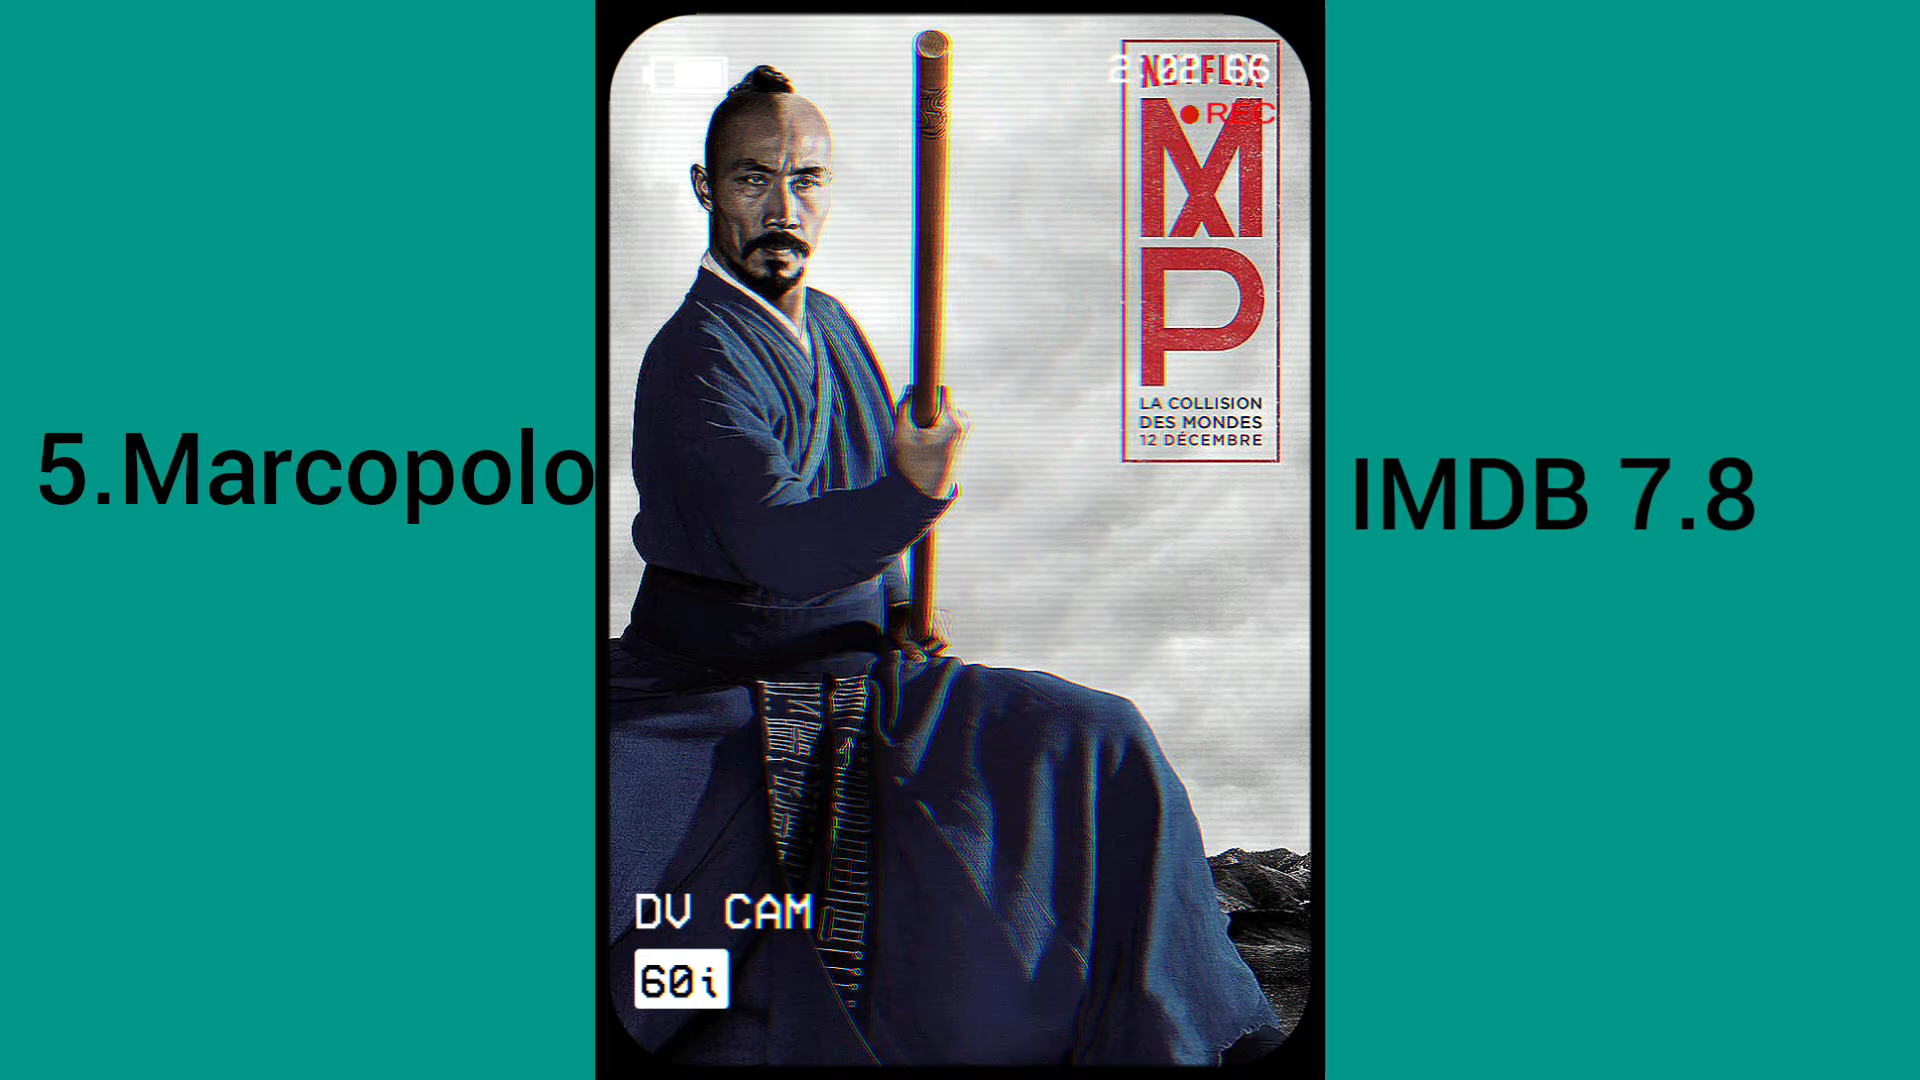 5.Marcopolo
IMDB 7.8
NETFLIX
REC
MP
LA COLLISION
DES MONDES
12 DÉCEMBRE
DV CAM
60i